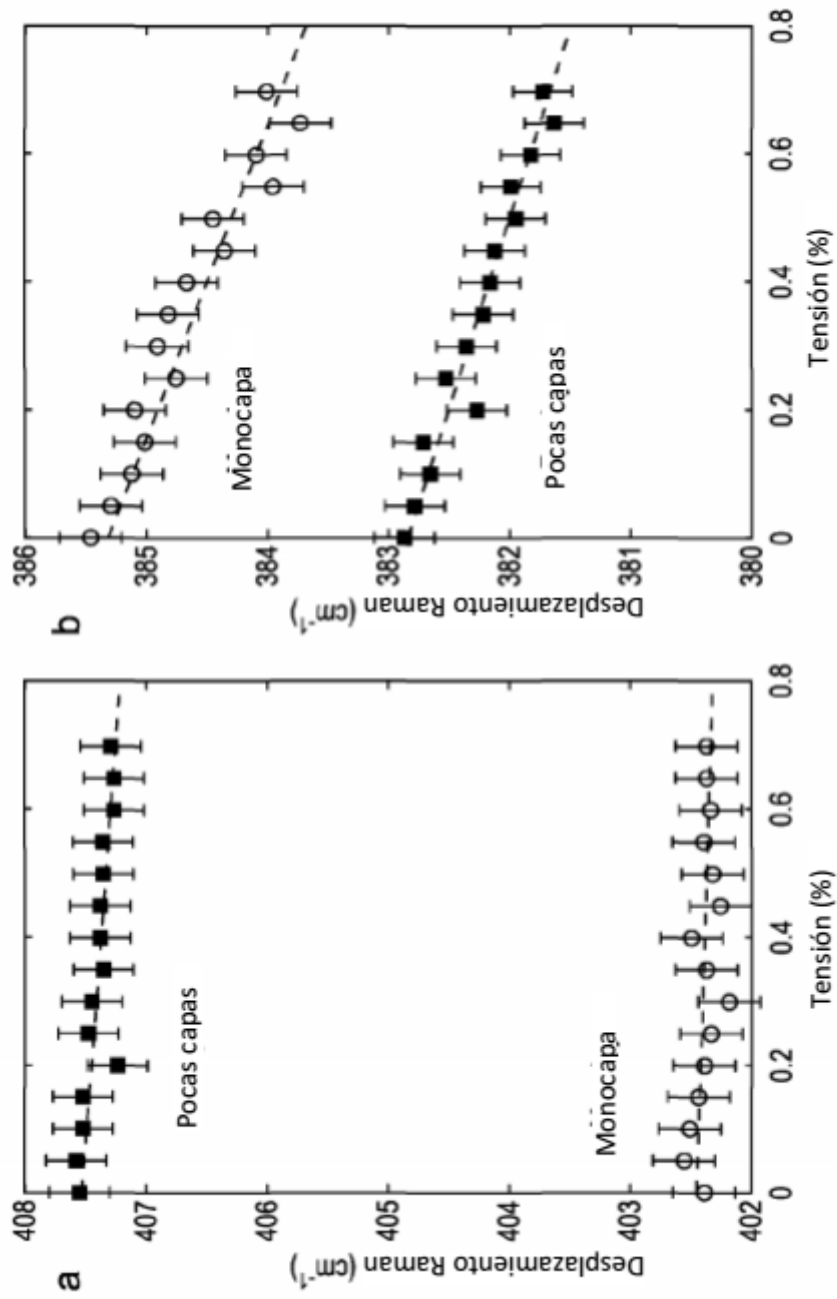 a
Desplazamiento Raman (cm⁻¹)
408
407
406
405
404
403
402
Pocas capas
Monocapa
0
0.2
0.4
0.6
0.8
Tensión (%)
b
Desplazamiento Raman (cm⁻¹)
386
385
384
383
382
381
380
Monocapa
Pocas capas
0
0.2
0.4
0.6
0.8
Tensión (%)